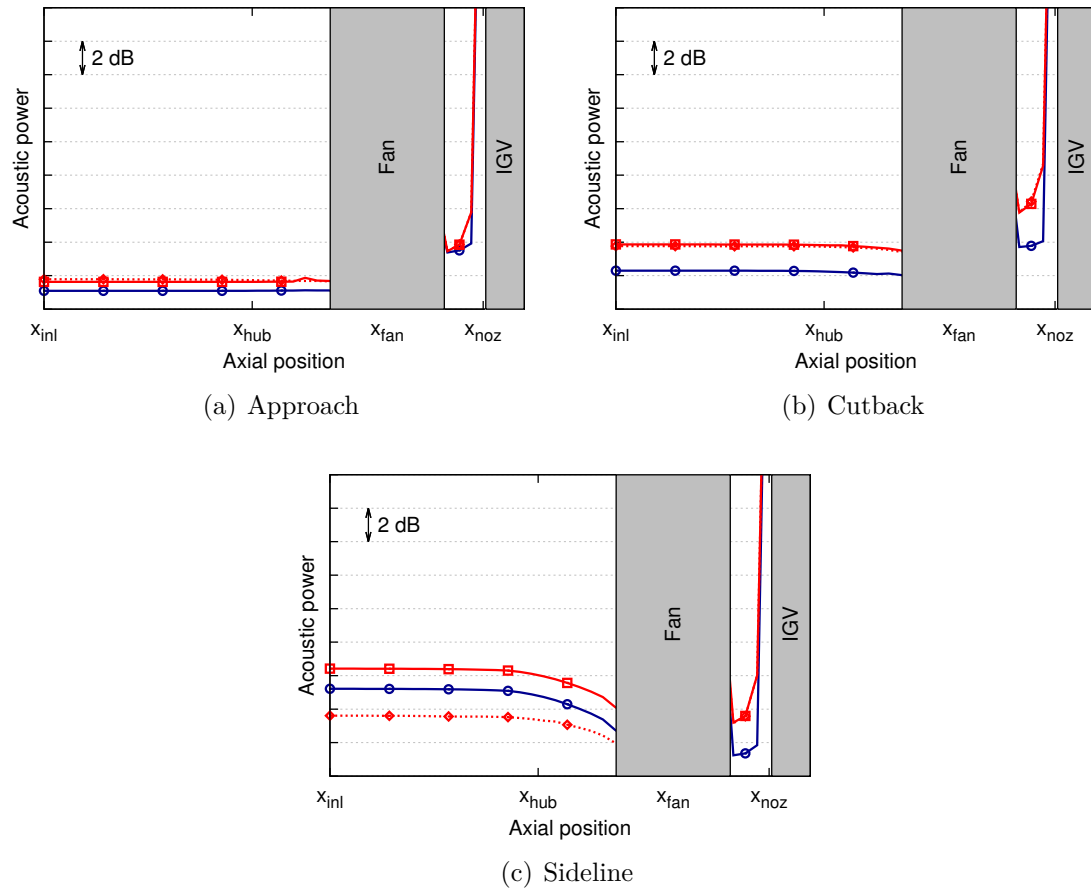 2 dB
Acoustic power
Fan
IGV
x_inl
x_hub
x_fan
x_noz
Axial position
(a) Approach
2 dB
Acoustic power
Fan
IGV
x_inl
x_hub
x_fan
x_noz
Axial position
(b) Cutback
2 dB
Acoustic power
Fan
IGV
x_inl
x_hub
x_fan
x_noz
Axial position
(c) Sideline